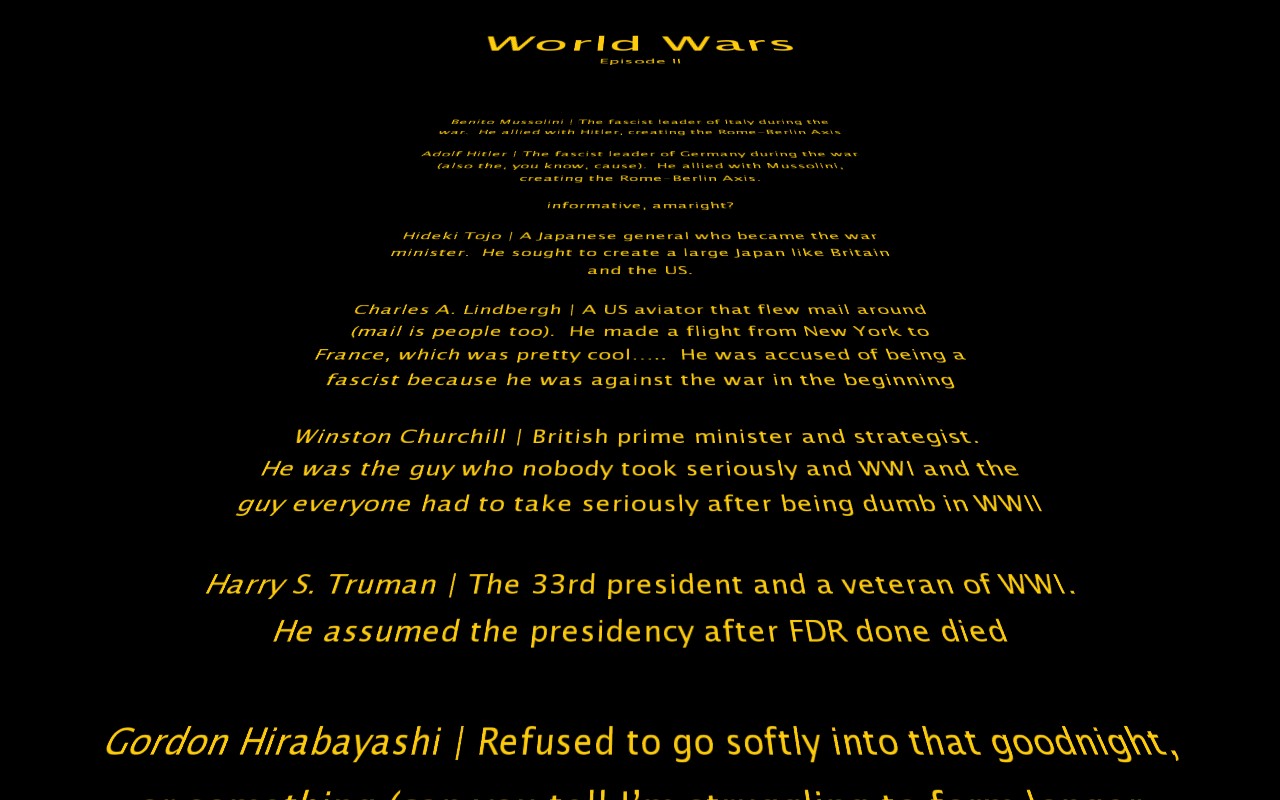 World Wars
Episode II
Benito Mussolini | The fascist leader of Italy during the
war.  He allied with Hitler, creating the Rome-Berlin Axis
Adolf Hitler | The fascist leader of Germany during the war
(also the, you know, cause).  He allied with Mussolini,
creating the Rome-Berlin Axis.
informative, amaright?
Hideki Tojo | A Japanese general who became the war
minister.  He sought to create a large Japan like Britain
and the US.
Charles A. Lindbergh | A US aviator that flew mail around
(mail is people too).  He made a flight from New York to
France, which was pretty cool.....  He was accused of being a
fascist because he was against the war in the beginning
Winston Churchill | British prime minister and strategist.
He was the guy who nobody took seriously and WWI and the
guy everyone had to take seriously after being dumb in WWII
Harry S. Truman | The 33rd president and a veteran of WWI.
He assumed the presidency after FDR done died
Gordon Hirabayashi | Refused to go softly into that goodnight,
or something (can you tell I'm struggling to form